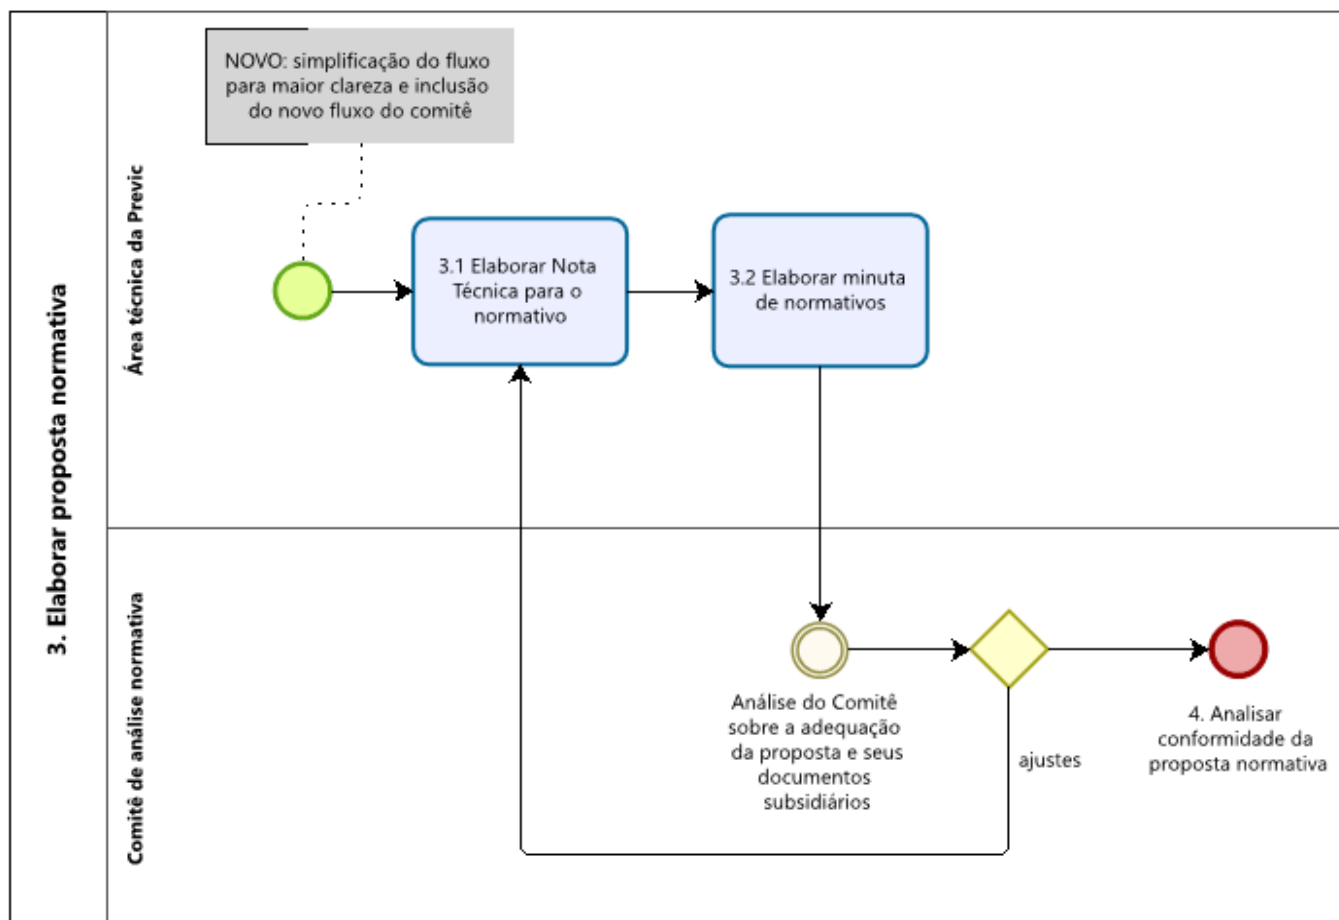 3. Elaborar proposta normativa
Área técnica da Previc
NOVO: simplificação do fluxo
para maior clareza e inclusão
do novo fluxo do comitê
3.1 Elaborar Nota
Técnica para o
normativo
3.2 Elaborar minuta
de normativos
Comitê de análise normativa
Análise do Comitê
sobre a adequação
da proposta e seus
documentos
subsidiários
ajustes
4. Analisar
conformidade da
proposta normativa